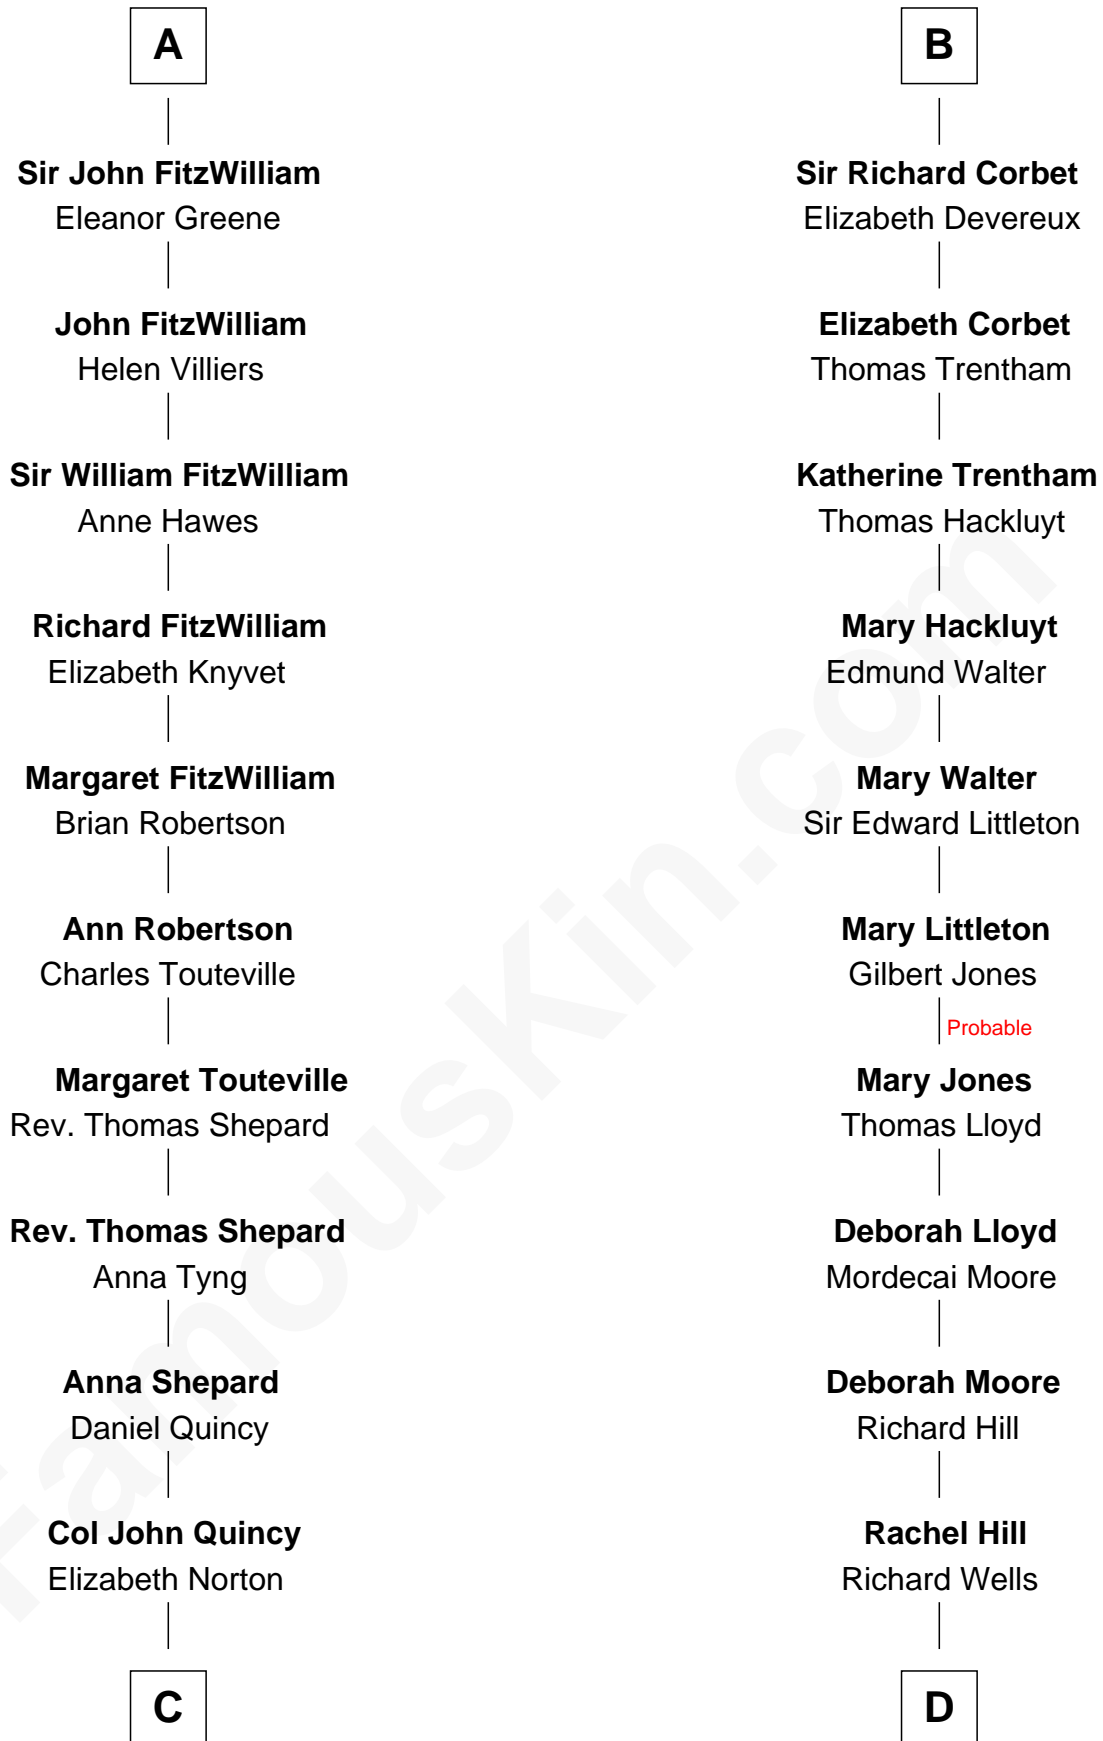 A
Sir John FitzWilliam
Eleanor Greene
John FitzWilliam
Helen Villiers
Sir William FitzWilliam
Anne Hawes
Richard FitzWilliam
Elizabeth Knyvet
Margaret FitzWilliam
Brian Robertson
Ann Robertson
Charles Touteville
Margaret Touteville
Rev. Thomas Shepard
Rev. Thomas Shepard
Anna Tyng
Anna Shepard
Daniel Quincy
Col John Quincy
Elizabeth Norton
C
B
Sir Richard Corbet
Elizabeth Devereux
Elizabeth Corbet
Thomas Trentham
Katherine Trentham
Thomas Hackluyt
Mary Hackluyt
Edmund Walter
Mary Walter
Sir Edward Littleton
Mary Littleton
Gilbert Jones
Probable
Mary Jones
Thomas Lloyd
Deborah Lloyd
Mordecai Moore
Deborah Moore
Richard Hill
Rachel Hill
Richard Wells
D
FamousKin.com